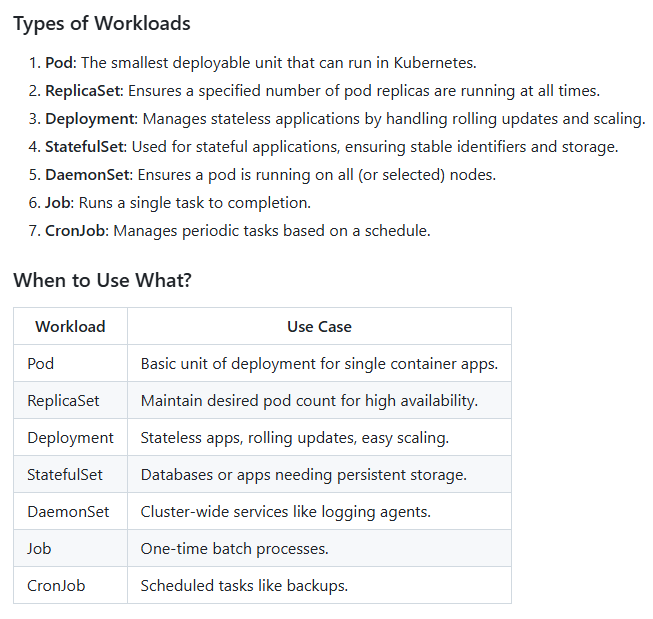 Types of Workloads
1. Pod: The smallest deployable unit that can run in Kubernetes.
2. ReplicaSet: Ensures a specified number of pod replicas are running at all times.
3. Deployment: Manages stateless applications by handling rolling updates and scaling.
4. StatefulSet: Used for stateful applications, ensuring stable identifiers and storage.
5. DaemonSet: Ensures a pod is running on all (or selected) nodes.
6. Job: Runs a single task to completion.
7. CronJob: Manages periodic tasks based on a schedule.
When to Use What?
Workload Use Case
Pod Basic unit of deployment for single container apps.
ReplicaSet Maintain desired pod count for high availability.
Deployment Stateless apps, rolling updates, easy scaling.
StatefulSet Databases or apps needing persistent storage.
DaemonSet Cluster-wide services like logging agents.
Job One-time batch processes.
CronJob Scheduled tasks like backups.